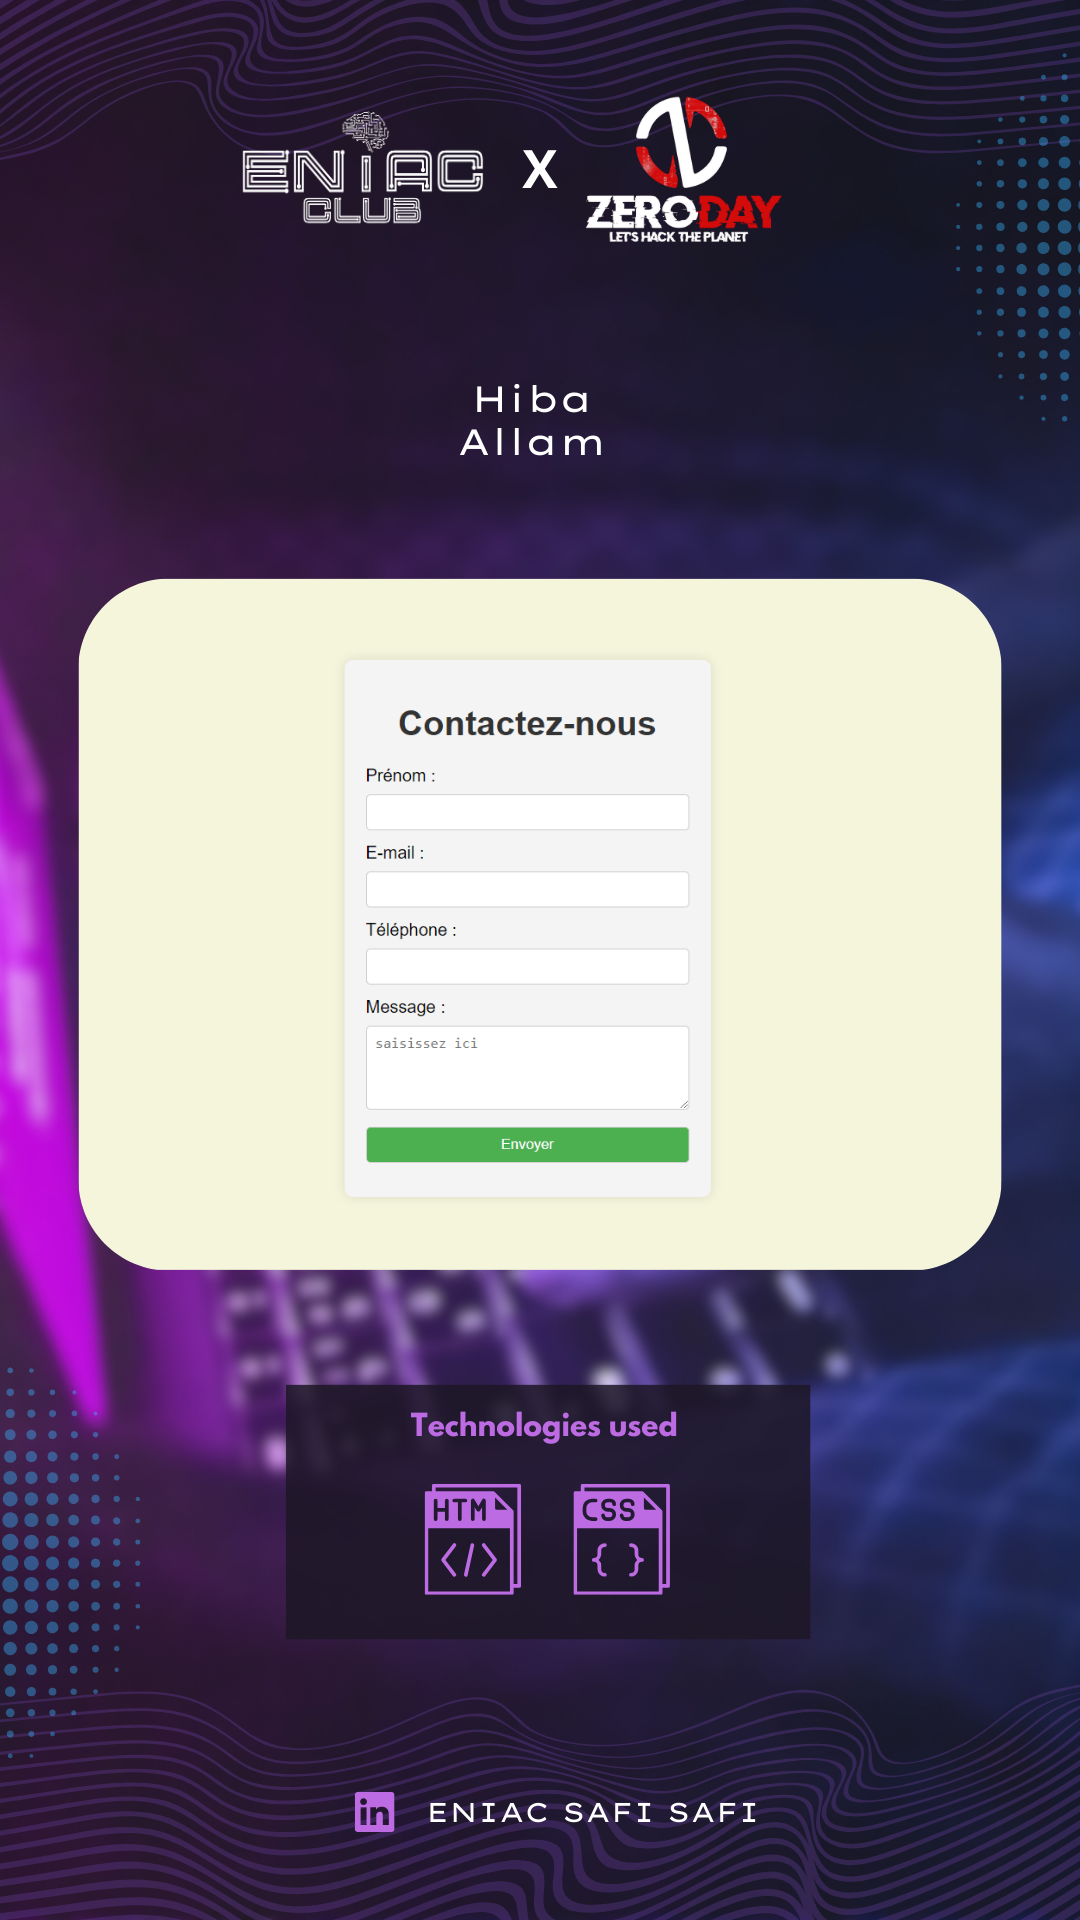 ENIAC
CLUB
X
ZERODAY
LET'S HACK THE PLANET
Hiba
Allam
Contactez-nous
Prénom :
E-mail :
Téléphone :
Message :
saisissez ici
Envoyer
Technologies used
HTM
</>
CSS
{ }
in
ENIAC SAFI SAFI